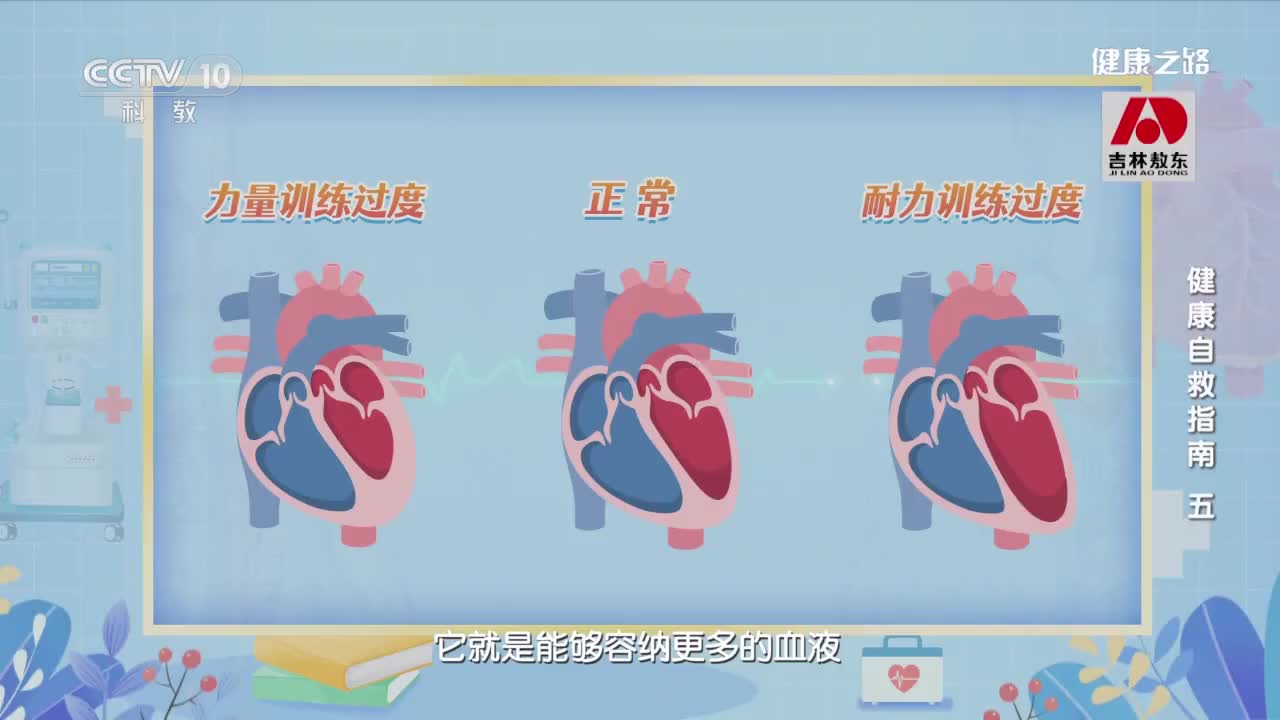 CCTV 10
科教
健康之路
吉林敖东
JI LIN AO DONG
力量训练过度
正常
耐力训练过度
健康自救指南 五
它就是能够容纳更多的血液